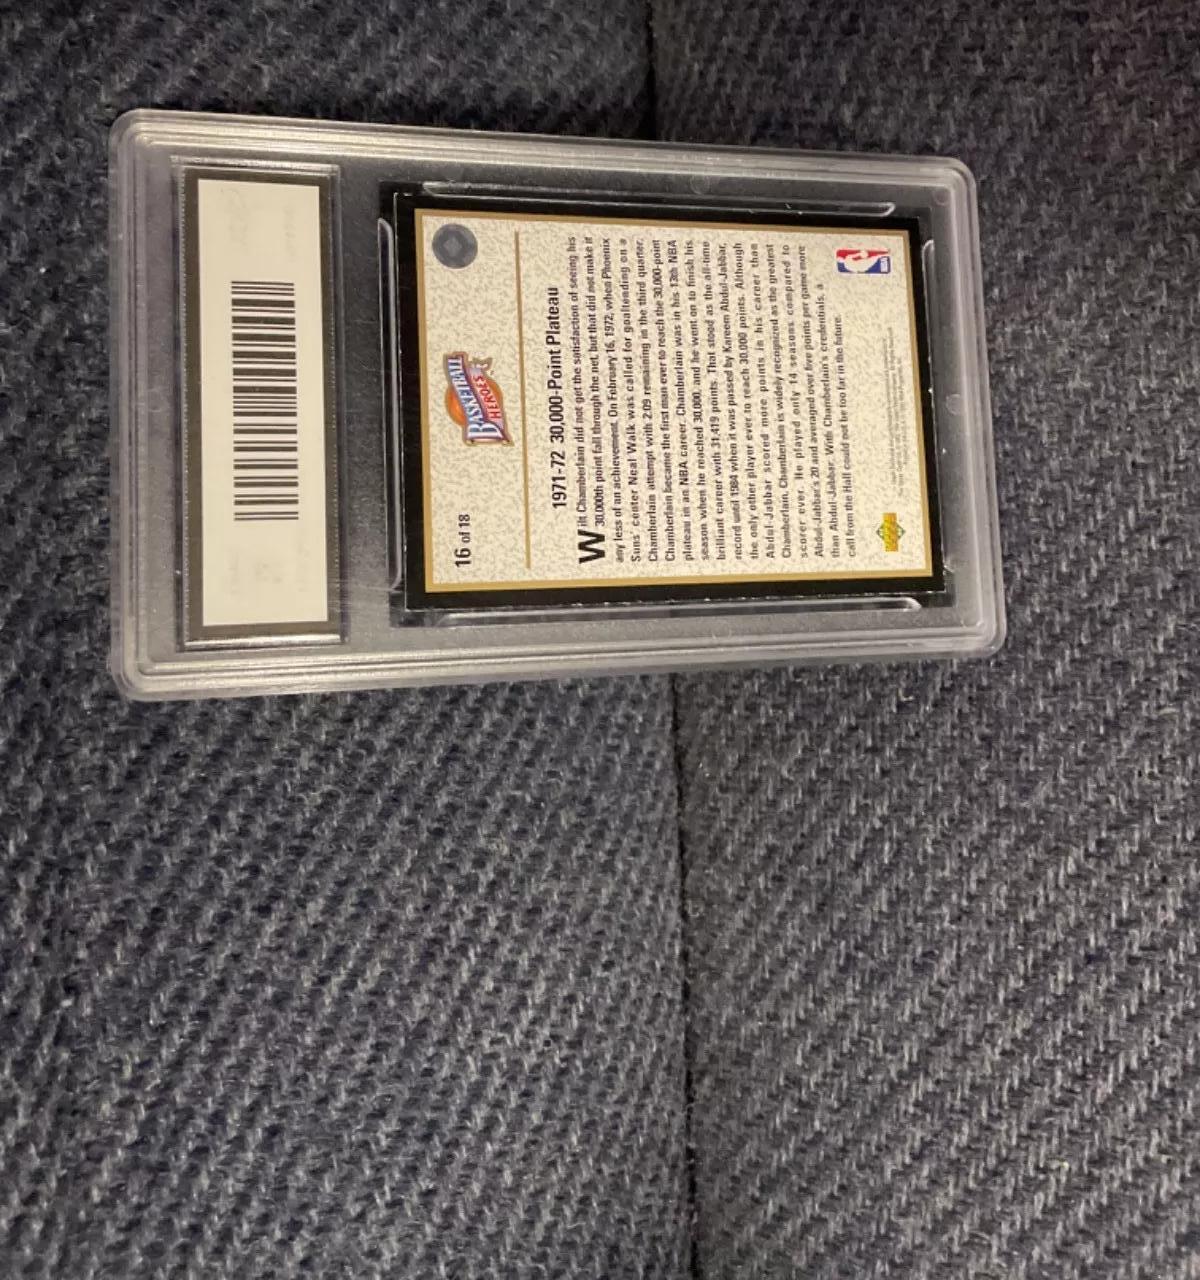 16 of 18
BASKETBALL
HEROES
1971-72 30,000-Point Plateau
Wilt Chamberlain did not get the satisfaction of seeing his
30,000th point fall through the net, but that did not make it
any less of an achievement. On February 16, 1972, when Phoenix
Suns' center Neal Walk was called for goaltending on a
Chamberlain attempt with 2:09 remaining in the third quarter,
Chamberlain became the first man ever to reach the 30,000-point
plateau in an NBA career. Chamberlain was in his 13th NBA
season when he reached 30,000, and he went on to finish his
brilliant career with 31,419 points. That stood as the all-time
record until 1984 when it was passed by Kareem Abdul-Jabbar,
the only other player ever to reach 30,000 points. Although
Abdul-Jabbar scored more points in his career than
Chamberlain, Chamberlain is widely recognized as the greatest
scorer ever. He played only 14 seasons compared to
Abdul-Jabbar's 20 and averaged over five points per game more
than Abdul-Jabbar. With Chamberlain's credentials, a
call from the Hall could not be too far in the future.